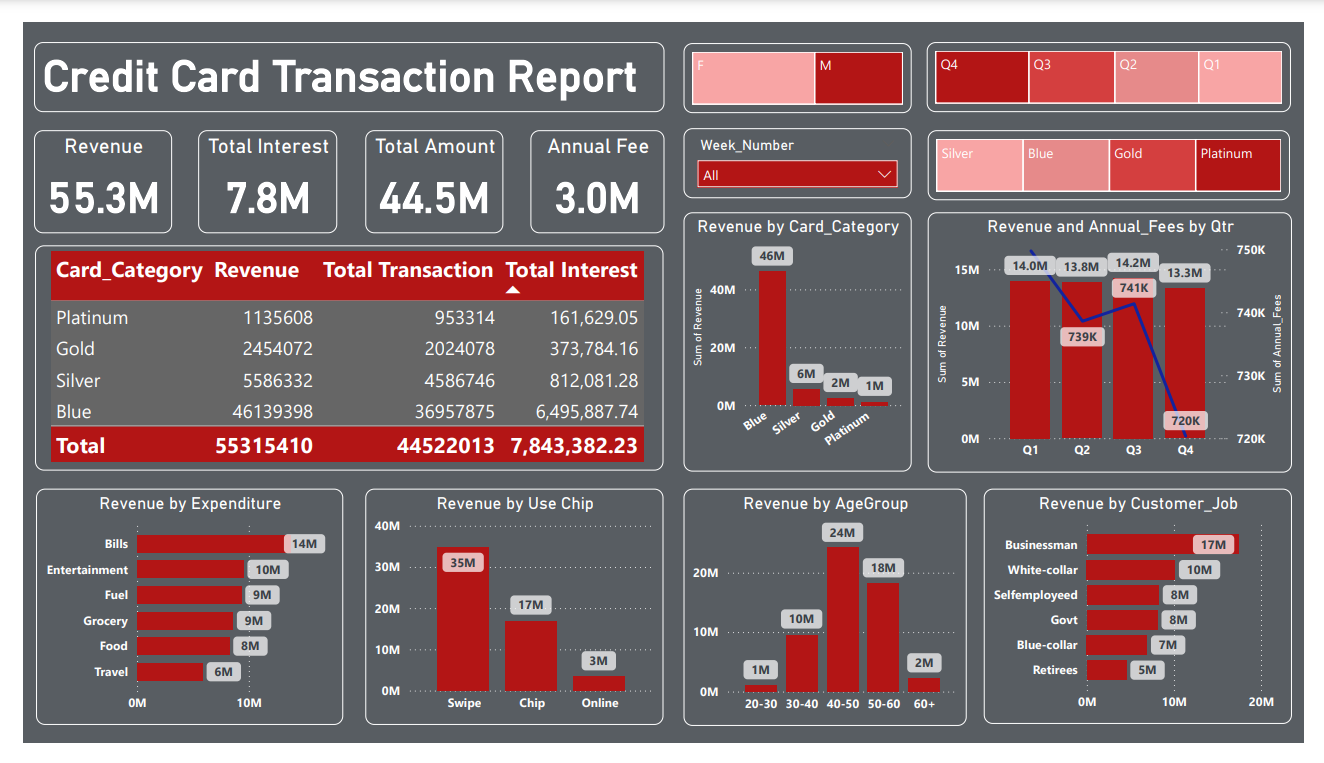 Credit Card Transaction Report
F
M
Q4
Q3
Q2
Q1
Revenue
55.3M
Total Interest
7.8M
Total Amount
44.5M
Annual Fee
3.0M
Week_Number
All
Silver
Blue
Gold
Platinum
Card_Category Revenue Total Transaction Total Interest
Platinum 1135608 953314 161,629.05
Gold 2454072 2024078 373,784.16
Silver 5586332 4586746 812,081.28
Blue 46139398 36957875 6,495,887.74
Total 55315410 44522013 7,843,382.23
Revenue by Card_Category
Sum of Revenue
40M
20M
0M
46M
6M
2M
1M
Blue
Silver
Gold
Platinum
Revenue and Annual_Fees by Qtr
Sum of Revenue
15M
10M
5M
0M
14.0M
13.8M
14.2M
13.3M
739K
741K
720K
750K
740K
730K
720K
Sum of Annual_Fees
Q1
Q2
Q3
Q4
Revenue by Expenditure
Bills 14M
Entertainment 10M
Fuel 9M
Grocery 9M
Food 8M
Travel 6M
0M 10M
Revenue by Use Chip
40M
30M
20M
10M
0M
35M
17M
3M
Swipe Chip Online
Revenue by AgeGroup
20M
10M
0M
1M
10M
24M
18M
2M
20-30 30-40 40-50 50-60 60+
Revenue by Customer_Job
Businessman 17M
White-collar 10M
Selfemployeed 8M
Govt 8M
Blue-collar 7M
Retirees 5M
0M 10M 20M